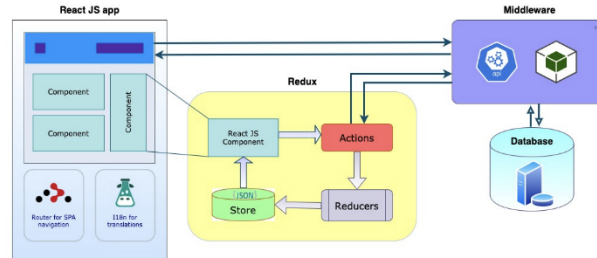 React JS app
Middleware
Component
Component
Component
Redux
React JS
Component
Actions
{JSON}
Store
Reducers
api
Database
Router for SPA
navigation
I18n for
translations